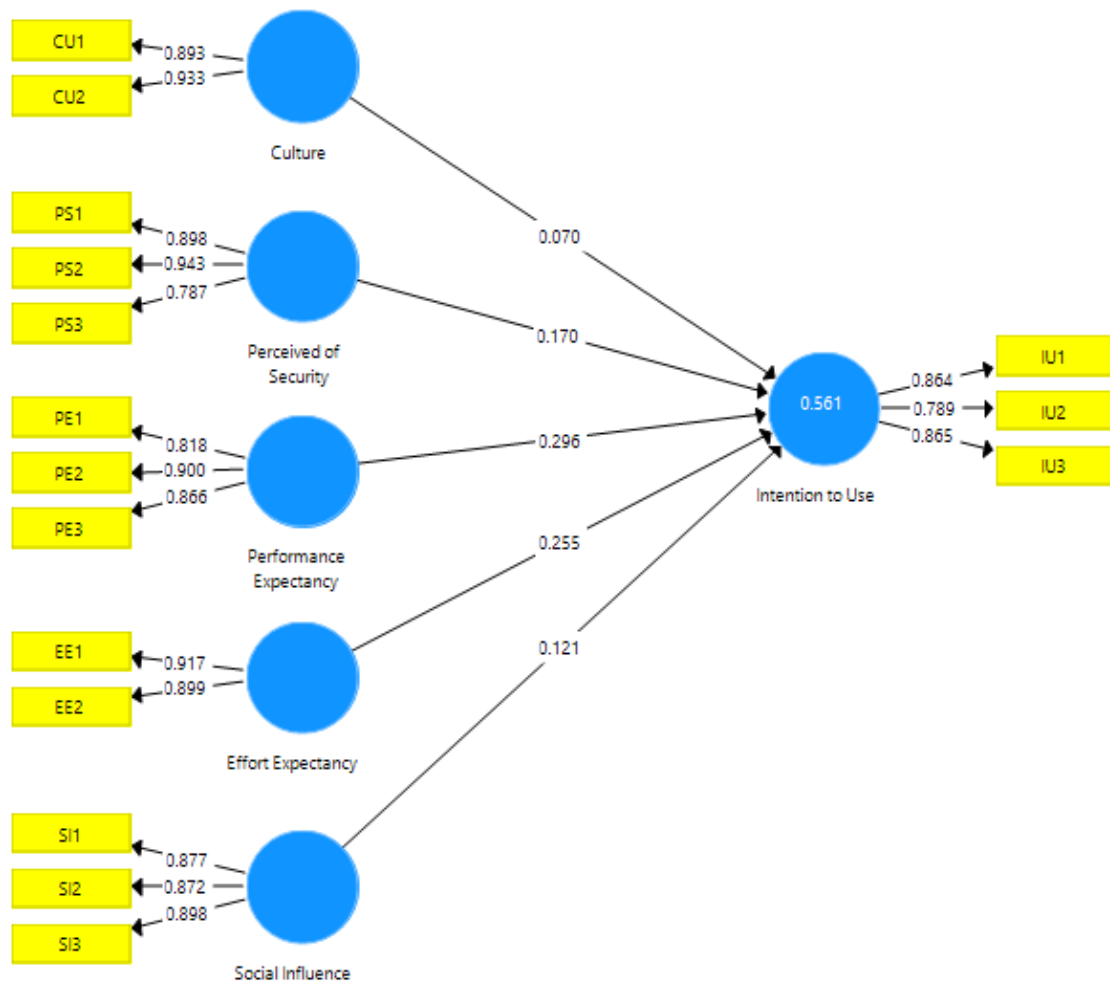 CU1
0.893
CU2
0.933
Culture
0.070
PS1
0.898
PS2
0.943
PS3
0.787
Perceived of
Security
0.170
PE1
0.818
PE2
0.900
PE3
0.866
Performance
Expectancy
0.296
EE1
0.917
EE2
0.899
Effort Expectancy
0.255
SI1
0.877
SI2
0.872
SI3
0.898
Social Influence
0.121
0.561
Intention to Use
IU1
0.864
IU2
0.789
IU3
0.865